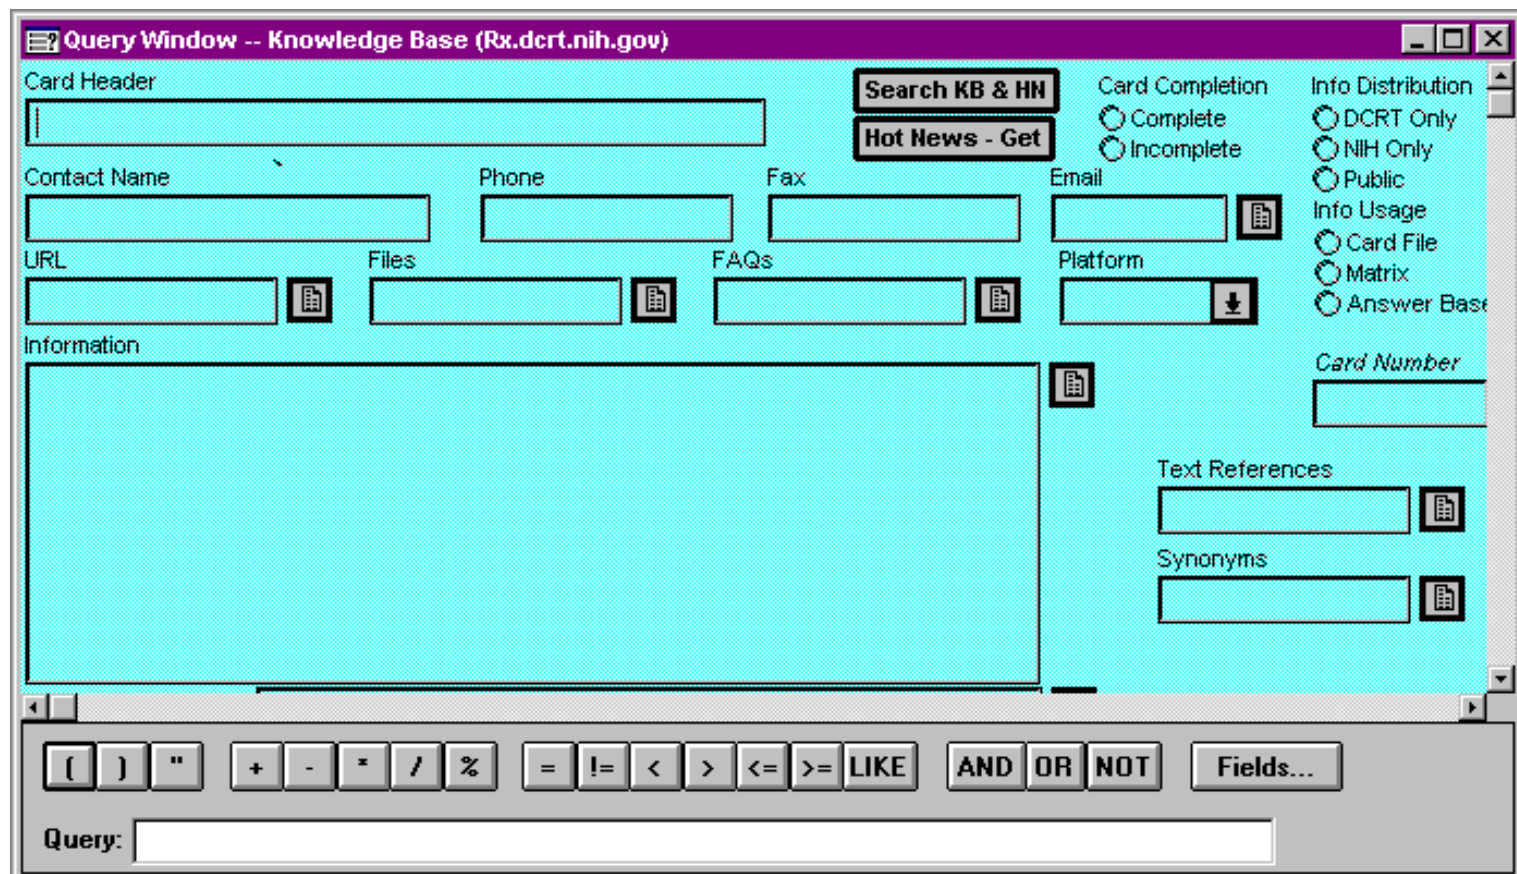 Query Window -- Knowledge Base (Rx.dcrt.nih.gov)
Card Header
Search KB & HN
Hot News - Get
Card Completion
Complete
Incomplete
Info Distribution
DCRT Only
NIH Only
Public
Contact Name
Phone
Fax
Email
Info Usage
Card File
Matrix
Answer Base
URL
Files
FAQs
Platform
Information
Card Number
Text References
Synonyms
( ) " + - * / % = != < > <= >= LIKE AND OR NOT Fields...
Query: